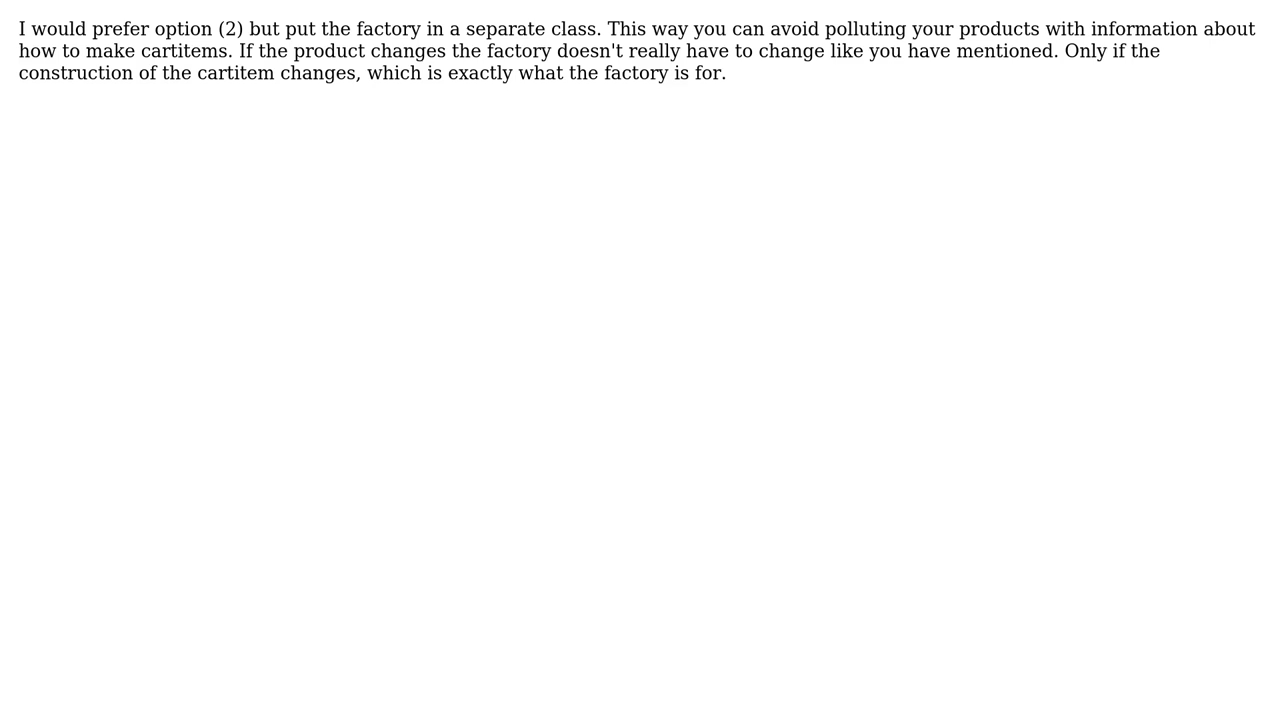 I would prefer option (2) but put the factory in a separate class. This way you can avoid polluting your products with information about
how to make cartitems. If the product changes the factory doesn't really have to change like you have mentioned. Only if the
construction of the cartitem changes, which is exactly what the factory is for.